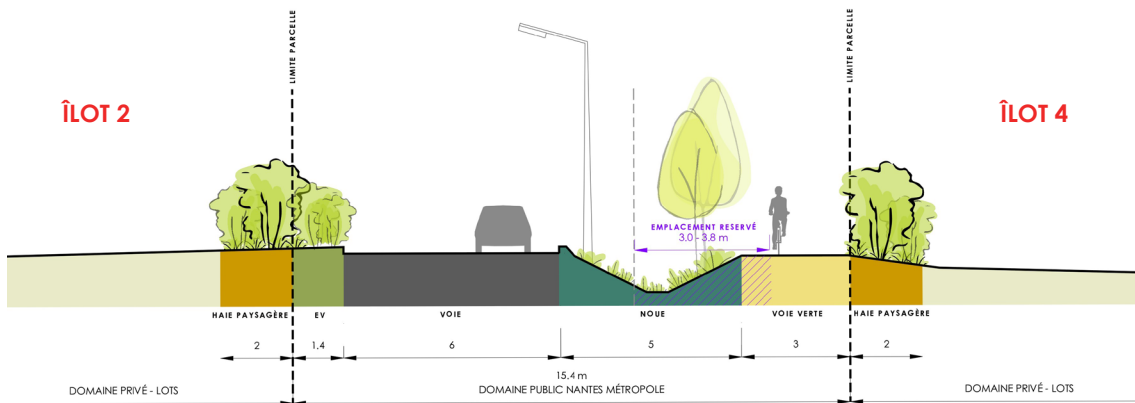 LIMITE PARCELLE
LIMITE PARCELLE
ÎLOT 2
ÎLOT 4
EMPLACEMENT RESERVÉ
3,0 - 3,8 m
HAIE PAYSAGÈRE
EV
VOIE
NOUE
VOIE VERTE
HAIE PAYSAGÈRE
2
1,4
6
5
3
2
15,4 m
DOMAINE PRIVÉ - LOTS
DOMAINE PUBLIC NANTES MÉTROPOLE
DOMAINE PRIVÉ - LOTS